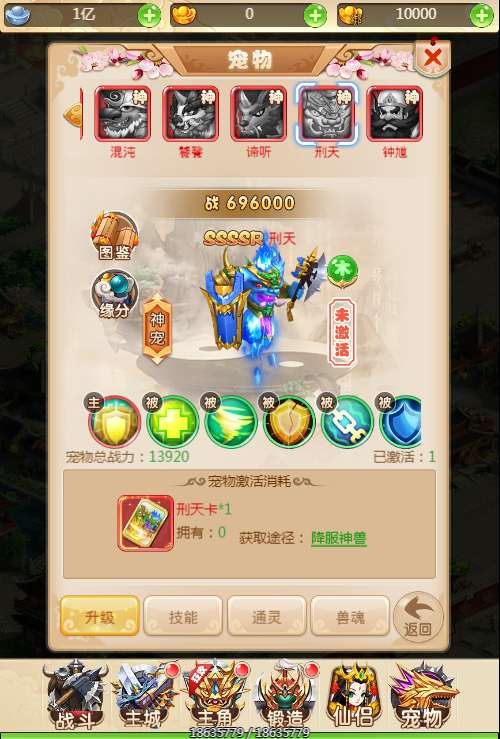 1亿
0
10000
宠物
神
神
神
神
神
混沌
饕餮
谛听
刑天
钟馗
战 696000
SSSSR 刑天
图鉴
缘分
神宠
木
未激活
主
被
被
被
被
被
宠物总战力：13920
已激活：1
宠物激活消耗
刑天卡*1
拥有：0
获取途径：降服神兽
升级
技能
通灵
兽魂
返回
战斗
主城
主角
锻造
仙侣
宠物
18635779 / 18635779